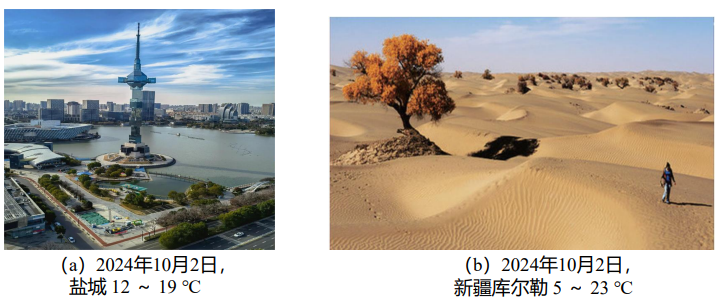 （a）2024年10月2日，
盐城 12 ~ 19 ℃
（b）2024年10月2日，
新疆库尔勒 5 ~ 23 ℃